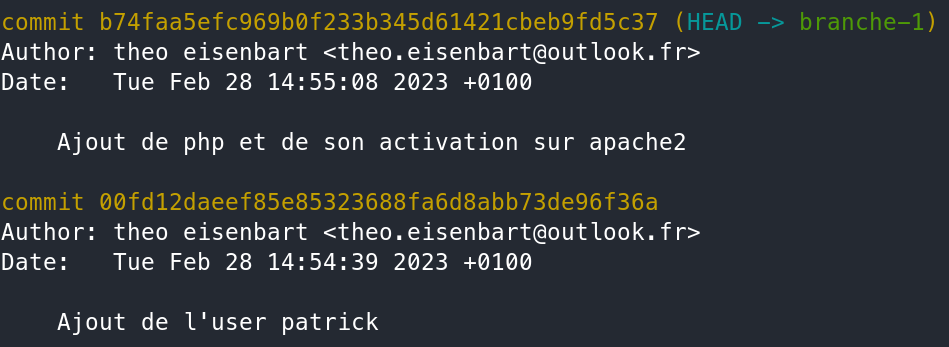 commit b74faa5efc969b0f233b345d61421cbeb9fd5c37 (HEAD -> branche-1)
Author: theo eisenbart <theo.eisenbart@outlook.fr>
Date:   Tue Feb 28 14:55:08 2023 +0100
Ajout de php et de son activation sur apache2
commit 00fd12daeef85e85323688fa6d8abb73de96f36a
Author: theo eisenbart <theo.eisenbart@outlook.fr>
Date:   Tue Feb 28 14:54:39 2023 +0100
Ajout de l'user patrick